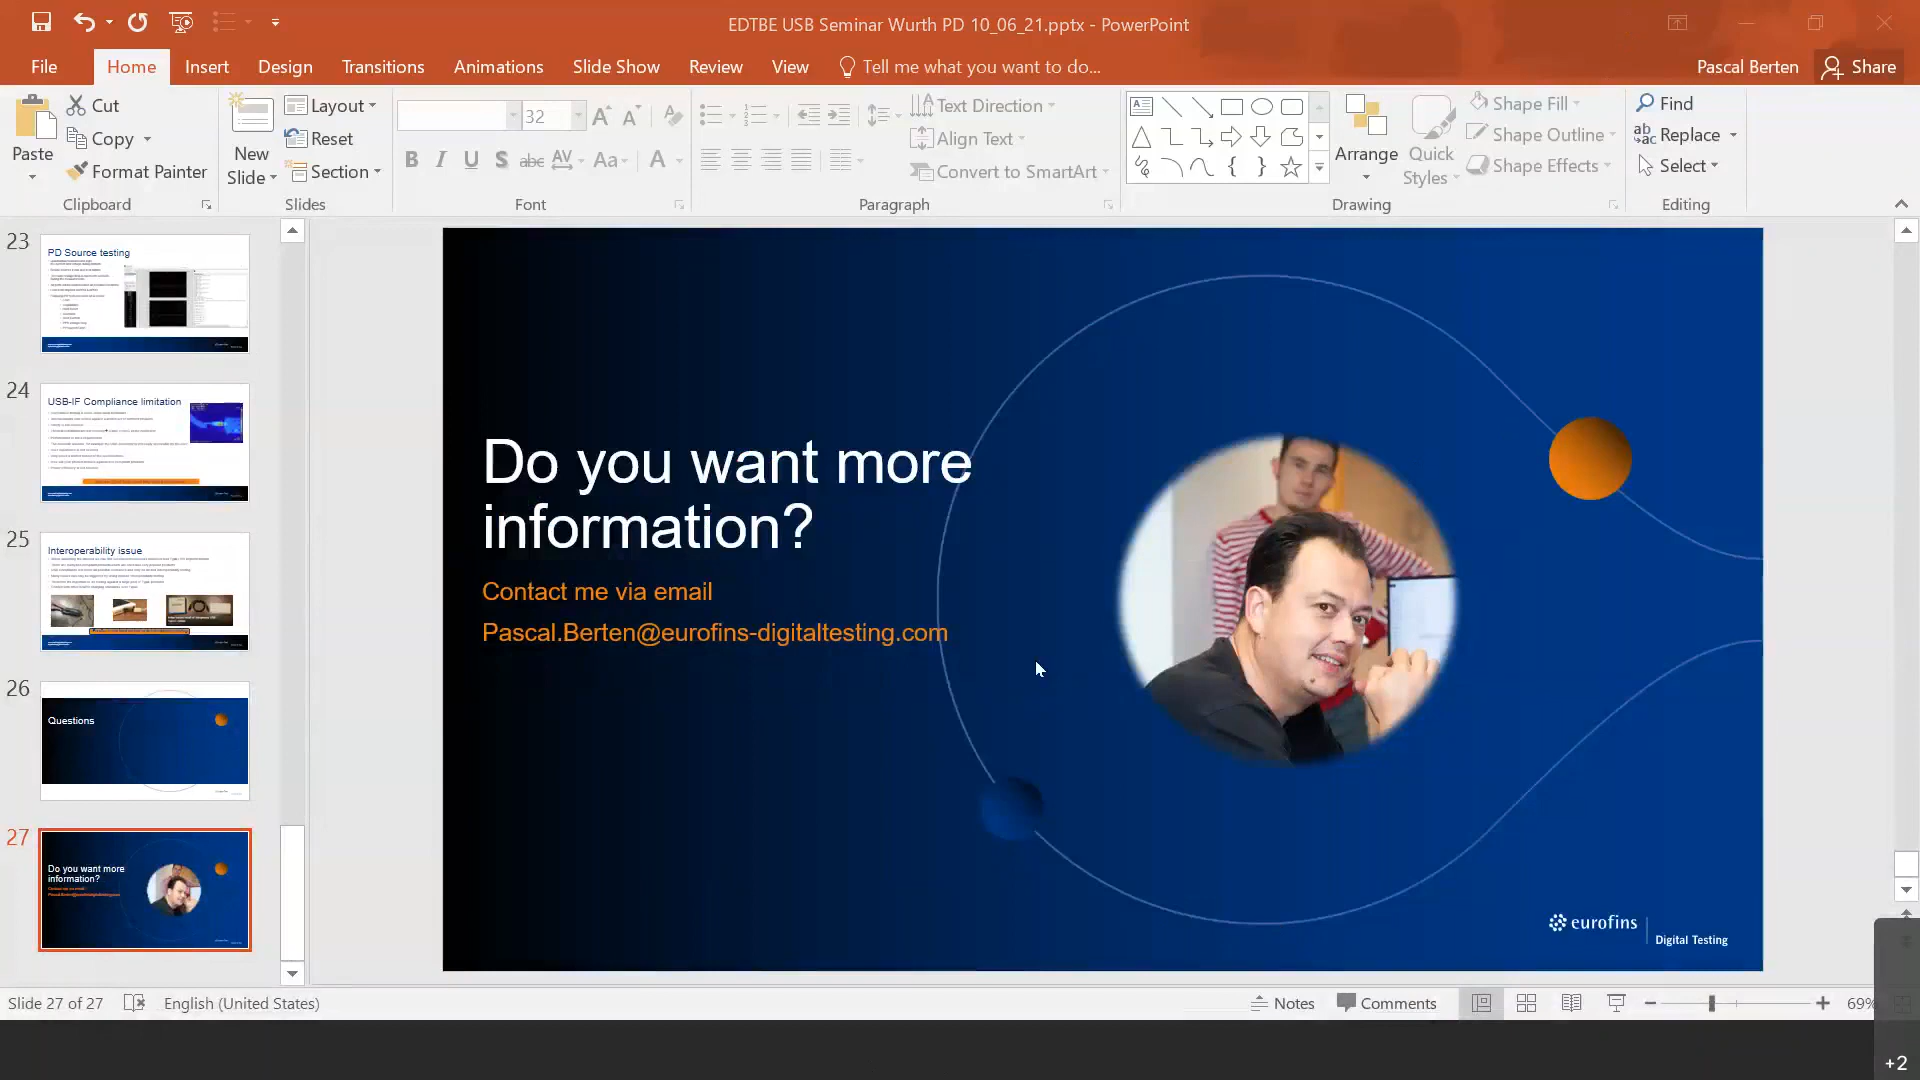 EDTBE USB Seminar Wurth PD 10_06_21.pptx - PowerPoint
File
Home
Insert
Design
Transitions
Animations
Slide Show
Review
View
Tell me what you want to do...
Pascal Berten
Share
Paste
Cut
Copy
Format Painter
Clipboard
New
Slide
Layout
Reset
Section
Slides
32
B I U S abc AV Aa A
Font
Text Direction
Align Text
Convert to SmartArt
Paragraph
Arrange
Quick
Styles
Shape Fill
Shape Outline
Shape Effects
Drawing
Find
Replace
Select
Editing
23
PD Source testing
24
USB-IF Compliance limitation
25
Interoperability issue
26
Questions
27
Do you want more
information?
Do you want more
information?
Contact me via email
Pascal.Berten@eurofins-digitaltesting.com
eurofins
Digital Testing
Slide 27 of 27
English (United States)
Notes
Comments
69%
+2